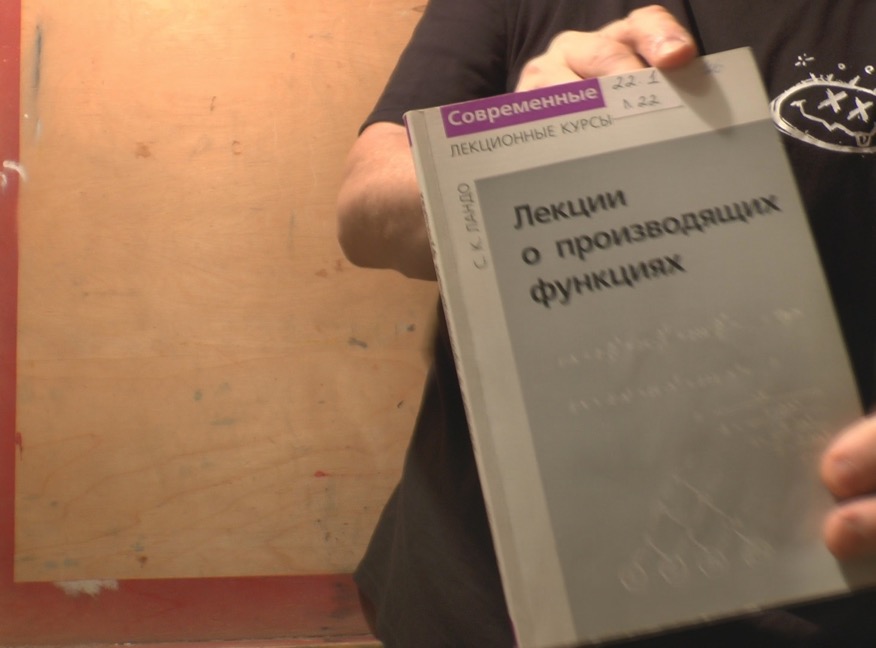 Современные
ЛЕКЦИОННЫЕ КУРСЫ
22.1
Л 22
С. К. ЛАНДО
Лекции
о производящих
функциях